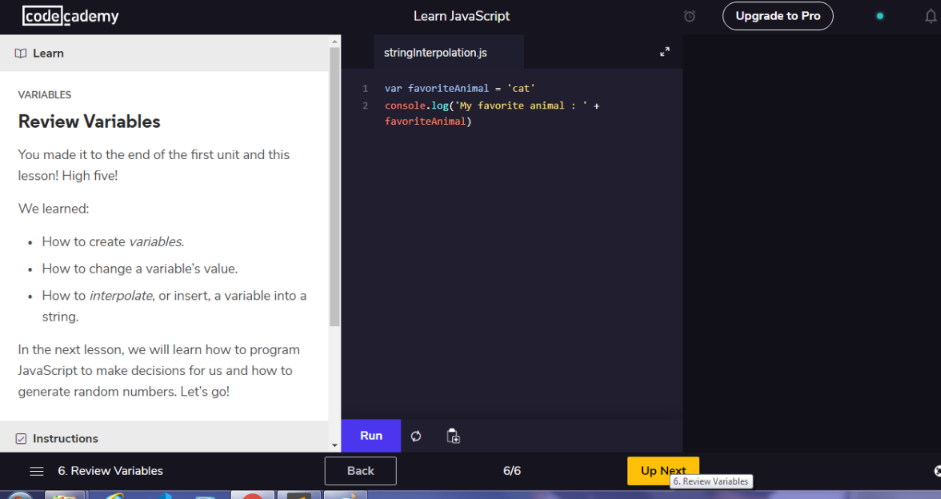 codecademy
Learn JavaScript
Upgrade to Pro
Learn
VARIABLES
Review Variables
You made it to the end of the first unit and this
lesson! High five!
We learned:
• How to create variables.
• How to change a variable's value.
• How to interpolate, or insert, a variable into a
string.
In the next lesson, we will learn how to program
JavaScript to make decisions for us and how to
generate random numbers. Let's go!
Instructions
stringInterpolation.js
1 var favoriteAnimal = 'cat'
2 console.log('My favorite animal : ' +
favoriteAnimal)
Run
6. Review Variables
Back
6/6
Up Next
6. Review Variables